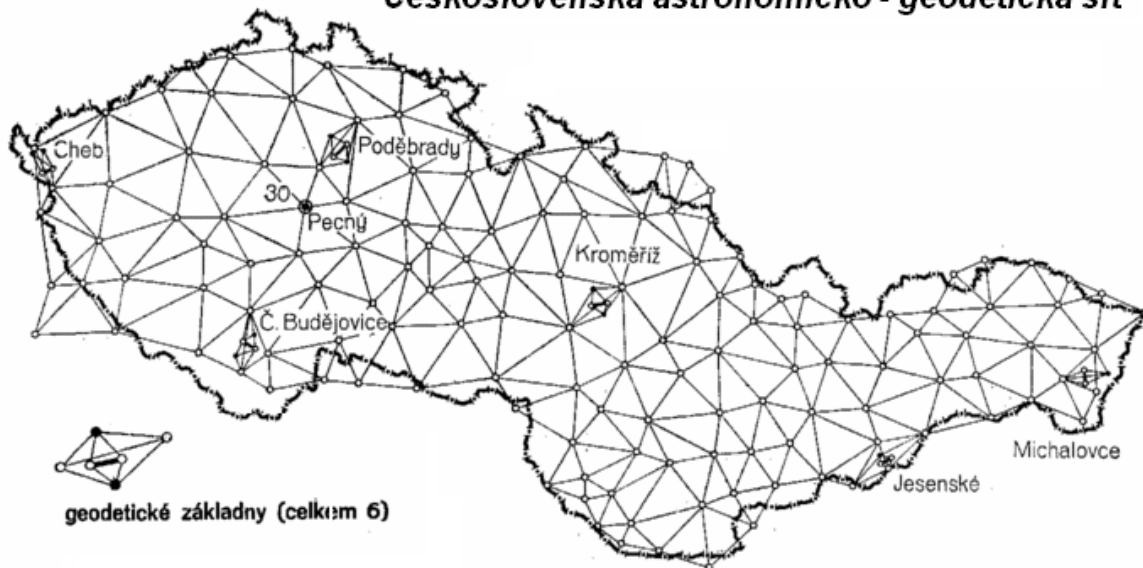 Československá astronomicko - geodetická síť
Cheb
Poděbrady
30
Pecný
Kroměříž
Č. Budějovice
Michalovce
Jesenské
geodetické základny (celkem 6)